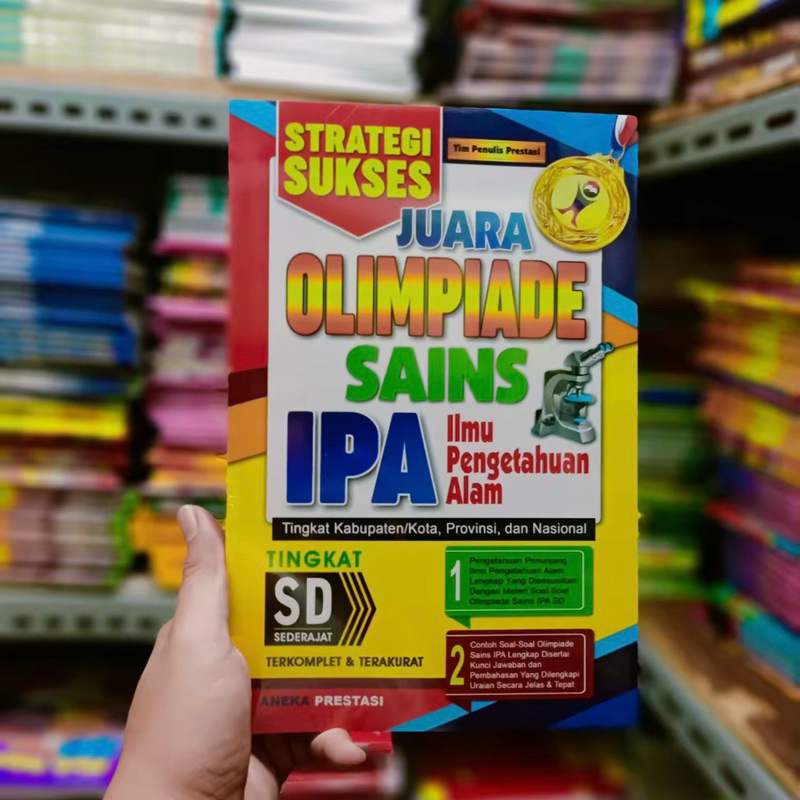 STRATEGI
SUKSES
Tim Penulis Prestasi
JUARA
OLIMPIADE
SAINS
IPA
Ilmu
Pengetahuan
Alam
Tingkat Kabupaten/Kota, Provinsi, dan Nasional
TINGKAT
SD
SEDERAJAT
TERKOMPLET & TERAKURAT
1
Pengetahuan Penunjang
Ilmu Pengetahuan Alam
Lengkap Yang Disesuaikan
Dengan Materi Soal-Soal
Olimpiade Sains IPA SD
2
Contoh Soal-Soal Olimpiade
Sains IPA Lengkap Disertai
Kunci Jawaban dan
Pembahasan Yang Dilengkapi
Uraian Secara Jelas & Tepat
ANEKA PRESTASI